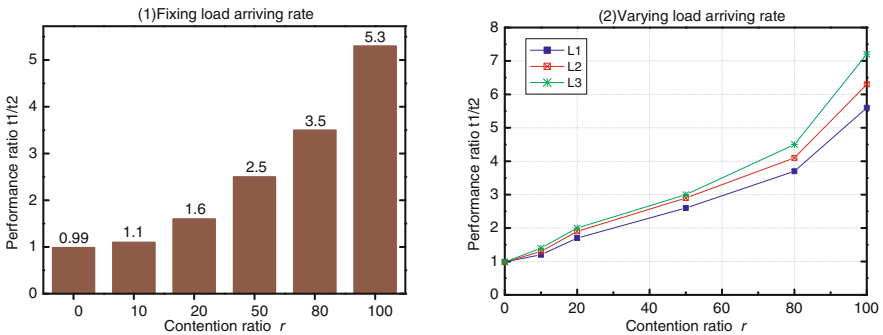 (1)Fixing load arriving rate
Performance ratio t1/t2
5
4
3
2
1
0
0.99
1.1
1.6
2.5
3.5
5.3
0 10 20 50 80 100
Contention ratio r
(2)Varying load arriving rate
Performance ratio t1/t2
8
7
6
5
4
3
2
1
0
L1
L2
L3
0 20 40 60 80 100
Contention ratio r